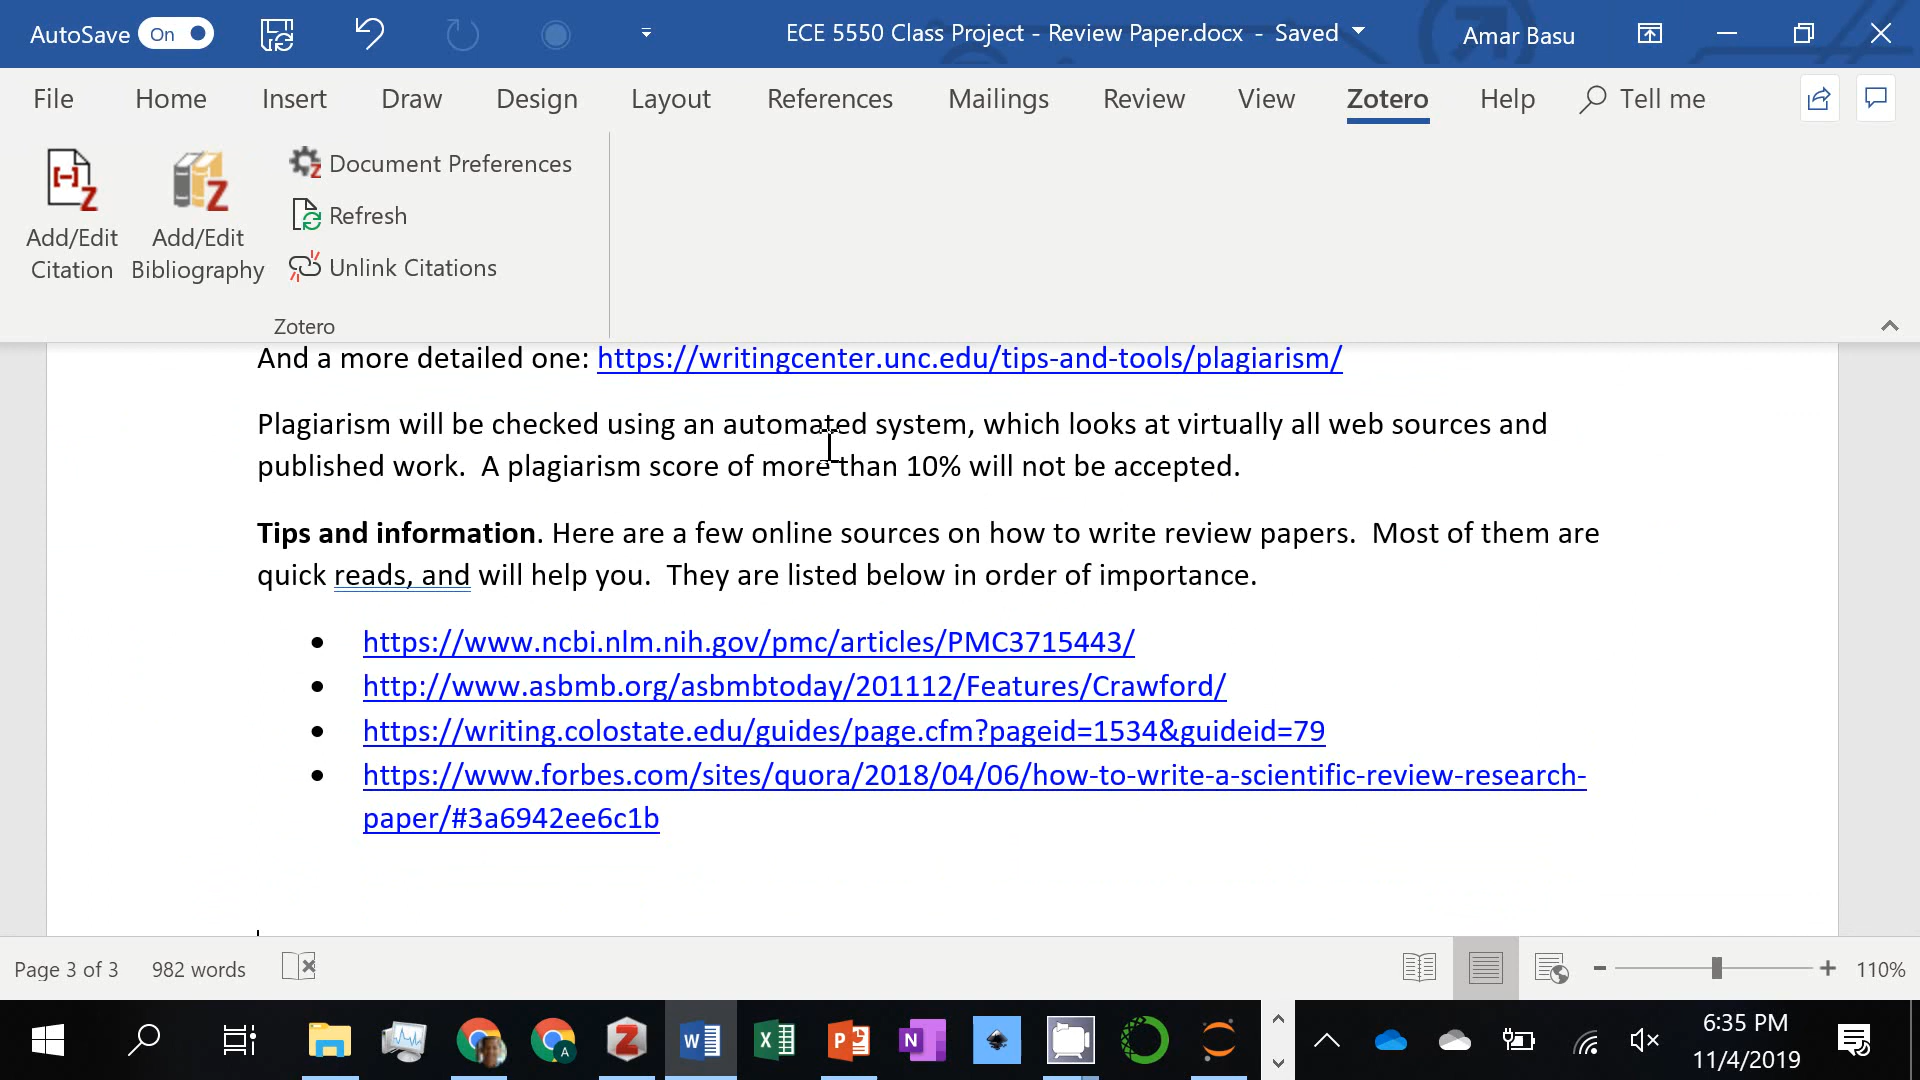 AutoSave On ECE 5550 Class Project - Review Paper.docx - Saved Amar Basu
File Home Insert Draw Design Layout References Mailings Review View Zotero Help Tell me
Add/Edit Citation
Add/Edit Bibliography
Document Preferences
Refresh
Unlink Citations
Zotero
And a more detailed one: https://writingcenter.unc.edu/tips-and-tools/plagiarism/
Plagiarism will be checked using an automated system, which looks at virtually all web sources and
published work.  A plagiarism score of more than 10% will not be accepted.
Tips and information. Here are a few online sources on how to write review papers.  Most of them are
quick reads, and will help you.  They are listed below in order of importance.
• https://www.ncbi.nlm.nih.gov/pmc/articles/PMC3715443/
• http://www.asbmb.org/asbmbtoday/201112/Features/Crawford/
• https://writing.colostate.edu/guides/page.cfm?pageid=1534&guideid=79
• https://www.forbes.com/sites/quora/2018/04/06/how-to-write-a-scientific-review-research-
paper/#3a6942ee6c1b
Page 3 of 3 982 words 110%
6:35 PM
11/4/2019